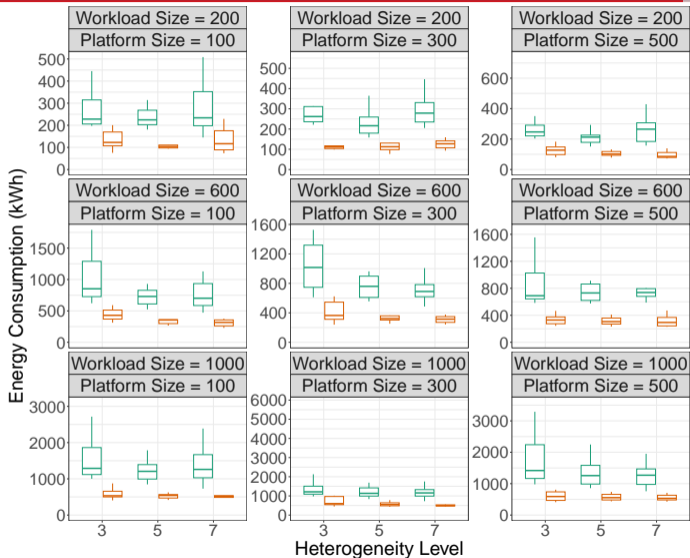 Workload Size = 200
Platform Size = 100
500
400
300
200
100
0
Workload Size = 200
Platform Size = 300
500
400
300
200
100
0
Workload Size = 200
Platform Size = 500
600
400
200
0
Energy Consumption (kWh)
Workload Size = 600
Platform Size = 100
1500
1000
500
0
Workload Size = 600
Platform Size = 300
1600
1200
800
400
0
Workload Size = 600
Platform Size = 500
1600
1200
800
400
0
Workload Size = 1000
Platform Size = 100
3000
2000
1000
0
3 5 7
Workload Size = 1000
Platform Size = 300
6000
5000
4000
3000
2000
1000
0
3 5 7
Workload Size = 1000
Platform Size = 500
3000
2000
1000
0
3 5 7
Heterogeneity Level